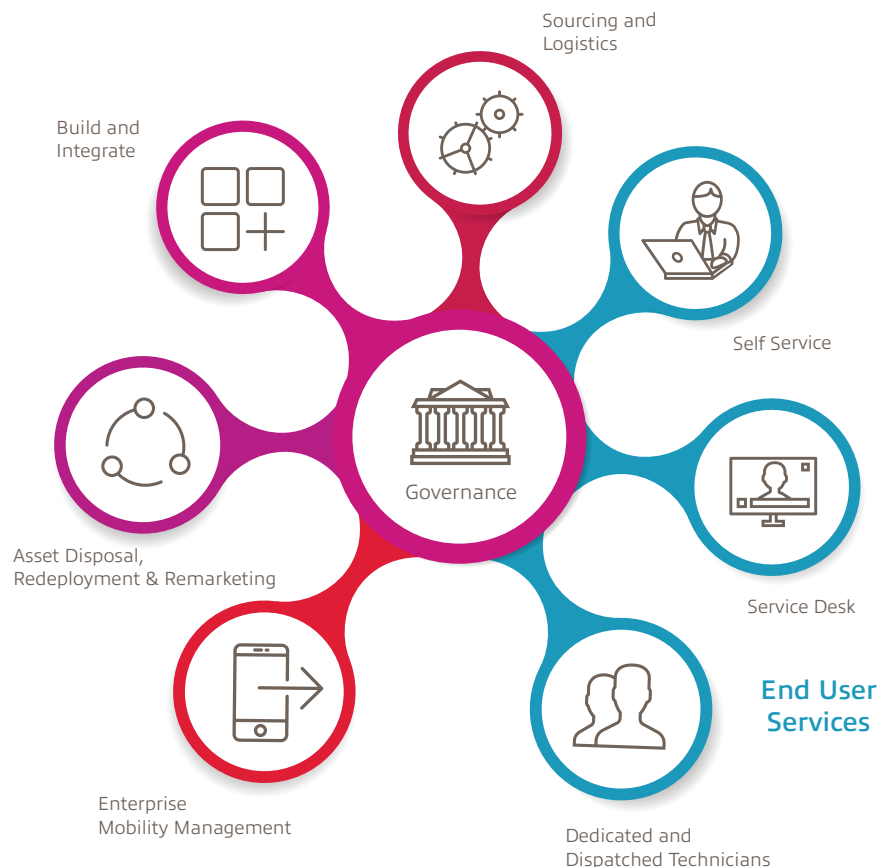 Sourcing and
Logistics
Build and
Integrate
Self Service
Governance
Asset Disposal,
Redeployment & Remarketing
Service Desk
End User
Services
Enterprise
Mobility Management
Dedicated and
Dispatched Technicians